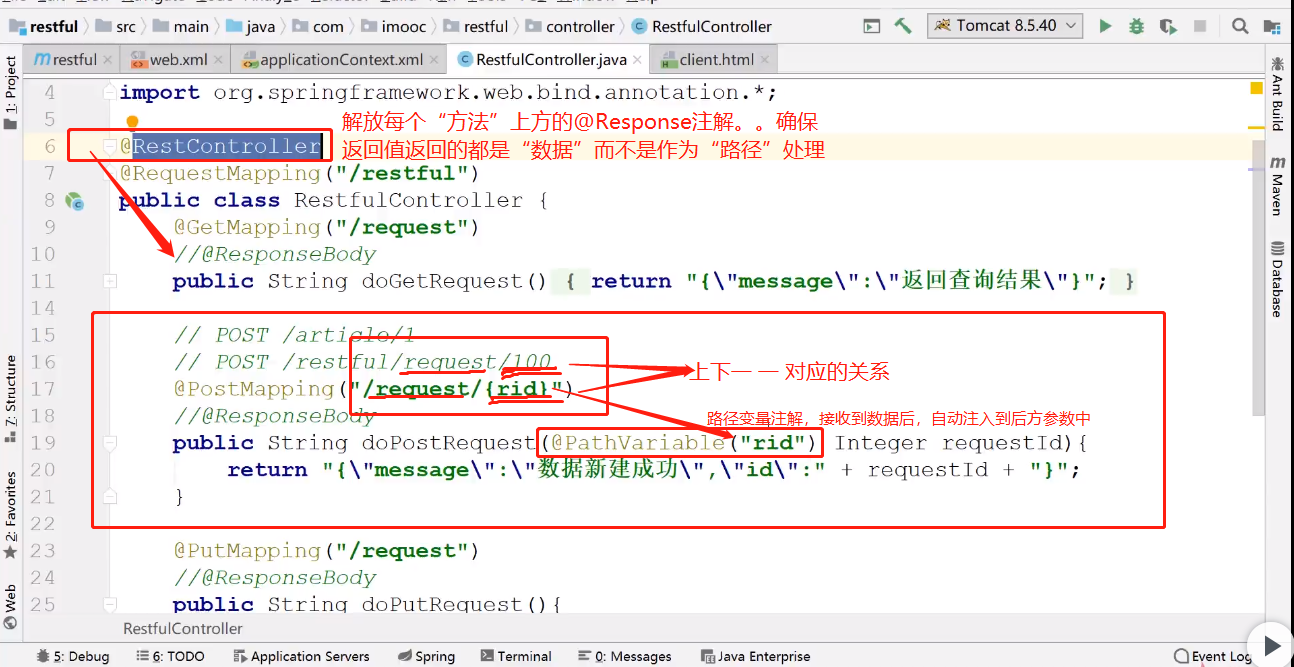 restful src main java com imooc restful controller RestfulController Tomcat 8.5.40
restful web.xml applicationContext.xml RestfulController.java client.html
1: Project
7: Structure
2: Favorites
Web
4 import org.springframework.web.bind.annotation.*;
5
解放每个“方法”上方的@Response注解。。确保
返回值返回的都是“数据”而不是作为“路径”处理
6 @RestController
7 @RequestMapping("/restful")
8 public class RestfulController {
9 @GetMapping("/request")
10 //@ResponseBody
11 public String doGetRequest() { return "{\"message\":\"返回查询结果\"}"; }
14
15 // POST /article/1
16 // POST /restful/request/100
上下一 一 对应的关系
17 @PostMapping("/request/{rid}")
18 //@ResponseBody
路径变量注解，接收到数据后，自动注入到后方参数中
19 public String doPostRequest(@PathVariable("rid") Integer requestId){
20 return "{\"message\":\"数据新建成功\",\"id\":" + requestId + "}";
21 }
22
23 @PutMapping("/request")
24 //@ResponseBody
25 public String doPutRequest(){
Ant Build
Maven
Database
RestfulController
5: Debug 6: TODO Application Servers Spring Terminal 0: Messages Java Enterprise Event Log